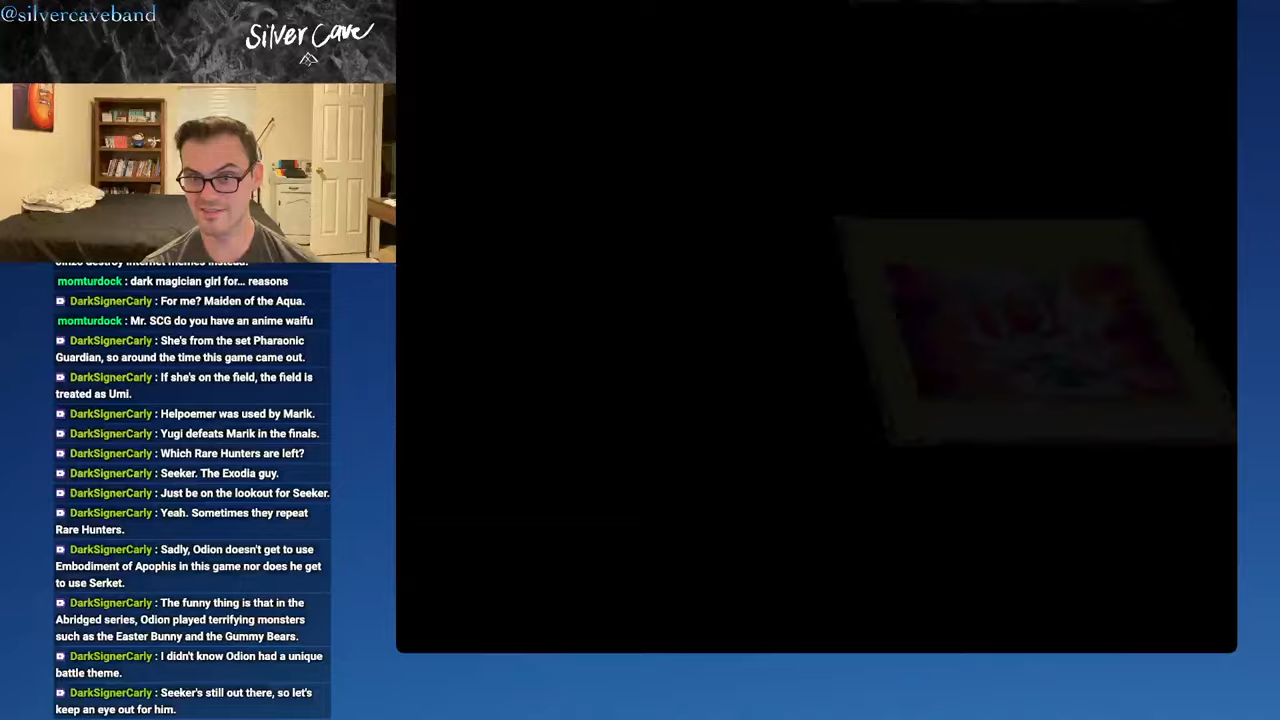 @silvercaveband
Silver Cave
momturdock : dark magician girl for... reasons
DarkSignerCarly : For me? Maiden of the Aqua.
momturdock : Mr. SCG do you have an anime waifu
DarkSignerCarly : She's from the set Pharaonic
Guardian, so around the time this game came out.
DarkSignerCarly : If she's on the field, the field is
treated as Umi.
DarkSignerCarly : Helpoemer was used by Marik.
DarkSignerCarly : Yugi defeats Marik in the finals.
DarkSignerCarly : Which Rare Hunters are left?
DarkSignerCarly : Seeker. The Exodia guy.
DarkSignerCarly : Just be on the lookout for Seeker.
DarkSignerCarly : Yeah. Sometimes they repeat
Rare Hunters.
DarkSignerCarly : Sadly, Odion doesn't get to use
Embodiment of Apophis in this game nor does he get
to use Serket.
DarkSignerCarly : The funny thing is that in the
Abridged series, Odion played terrifying monsters
such as the Easter Bunny and the Gummy Bears.
DarkSignerCarly : I didn't know Odion had a unique
battle theme.
DarkSignerCarly : Seeker's still out there, so let's
keep an eye out for him.